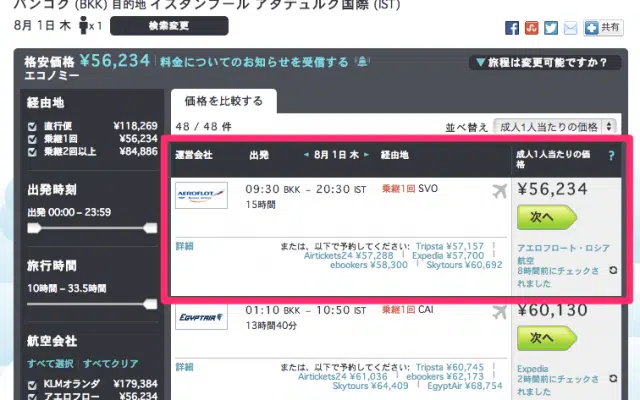 バンコク (BKK) 目的地 イスタンブール アタテュルク国際 (IST)
8月 1日 木 x 1 検索変更
共有
格安価格 ¥56,234 料金についてのお知らせを受信する
エコノミー
▼旅程は変更可能ですか?
経由地
直行便 ¥118,269
乗継1回 ¥56,234
乗継2回以上 ¥84,886
出発時刻
出発 00:00 – 23:59
旅行時間
10時間 – 33.5時間
航空会社
すべて選択 すべてクリア
KLMオランダ ¥179,384
アエロフロー ¥56,234
価格を比較する
48 / 48 件
並べ替え 成人1人当たりの価格
運営会社 出発 ◄ 8月 1日 木 ► 経由地 成人1人当たりの価格 ?
AEROFLOT
09:30 BKK – 20:30 IST 乗継1回 SVO
15時間
¥56,234
次へ
詳細
または、以下で予約してください: Tripsta ¥57,157 |
Airtickets24 ¥57,288 | Expedia ¥57,700 |
ebookers ¥58,300 | Skytours ¥60,692
アエロフロート・ロシア航空
8時間前にチェックされました
EGYPTAIR
01:10 BKK – 10:50 IST 乗継1回 CAI
13時間40分
¥60,130
次へ
詳細
または、以下で予約してください: Tripsta ¥60,745 |
Airtickets24 ¥61,036 | ebookers ¥62,173 |
Skytours ¥64,409 | EgyptAir ¥68,754
Expedia
2時間前にチェックされました